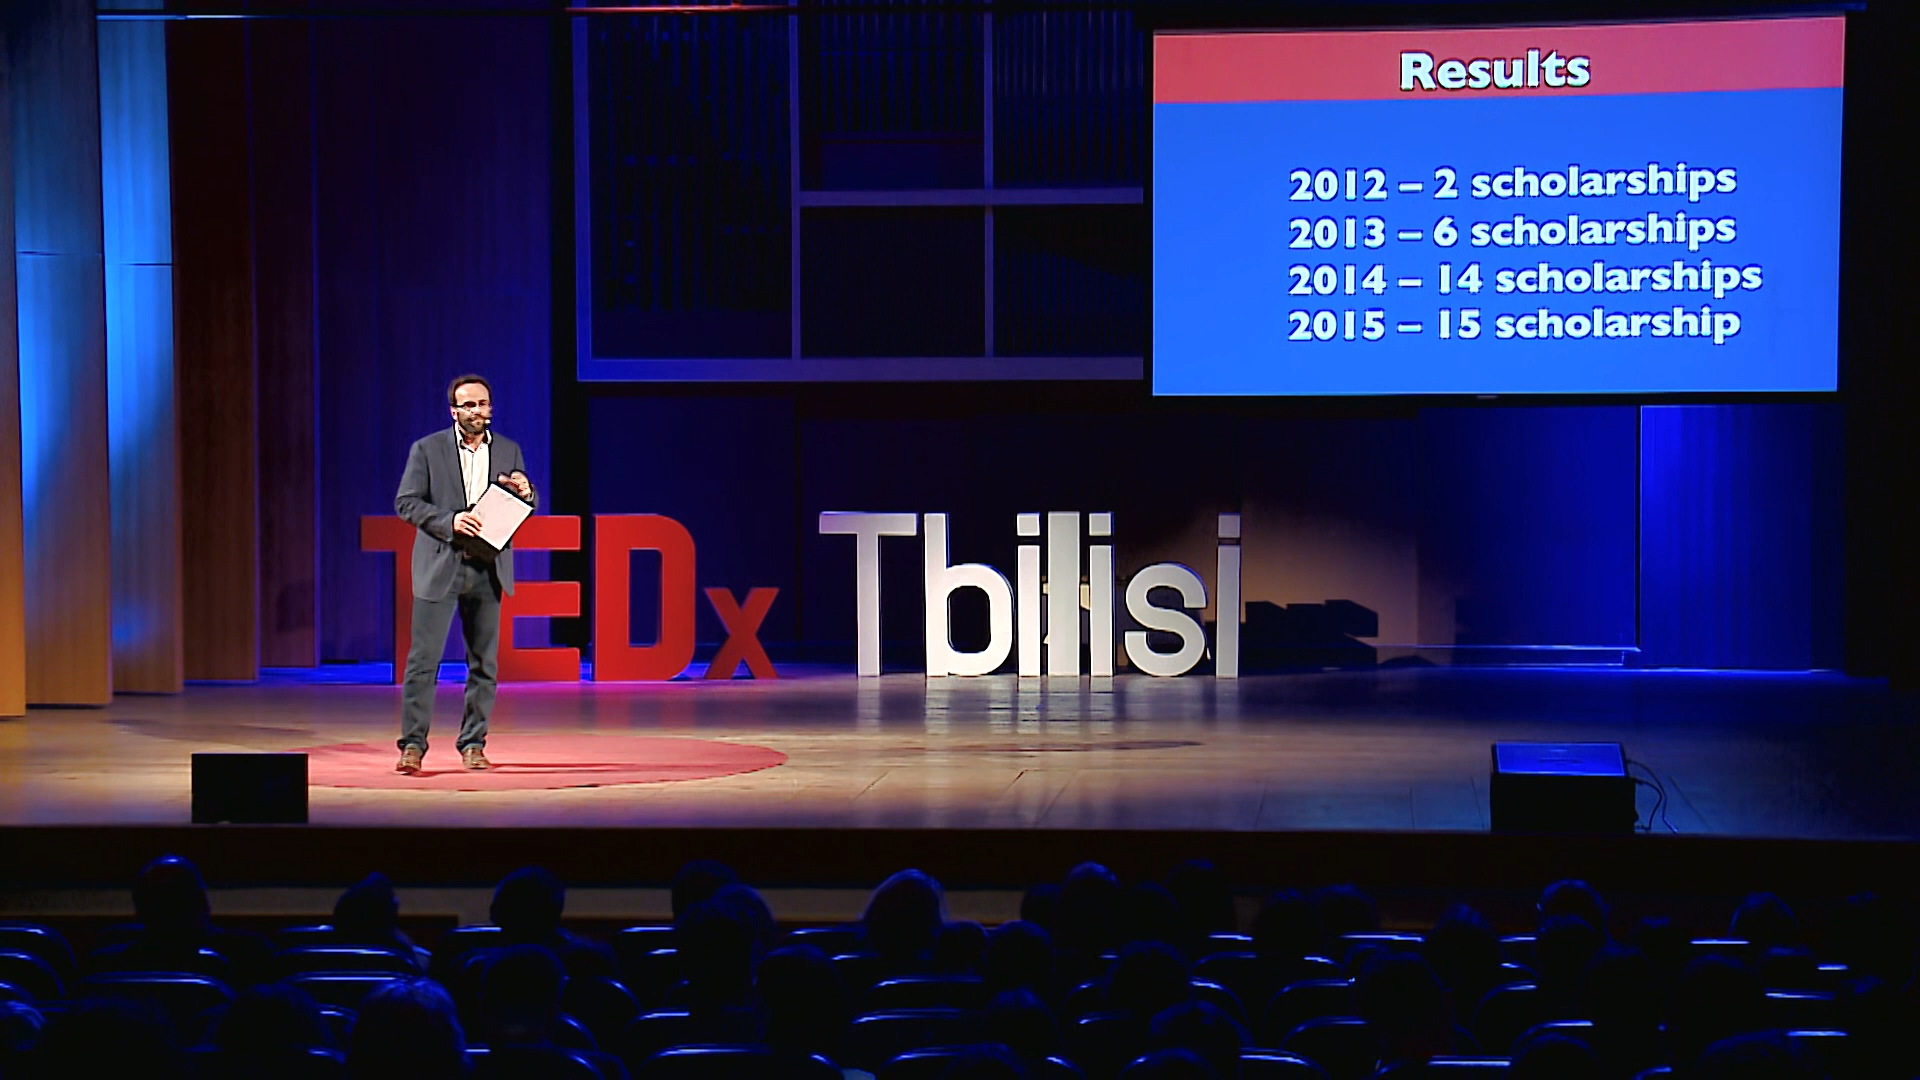 Results
2012 – 2 scholarships
2013 – 6 scholarships
2014 – 14 scholarships
2015 – 15 scholarship
TEDx Tbilisi